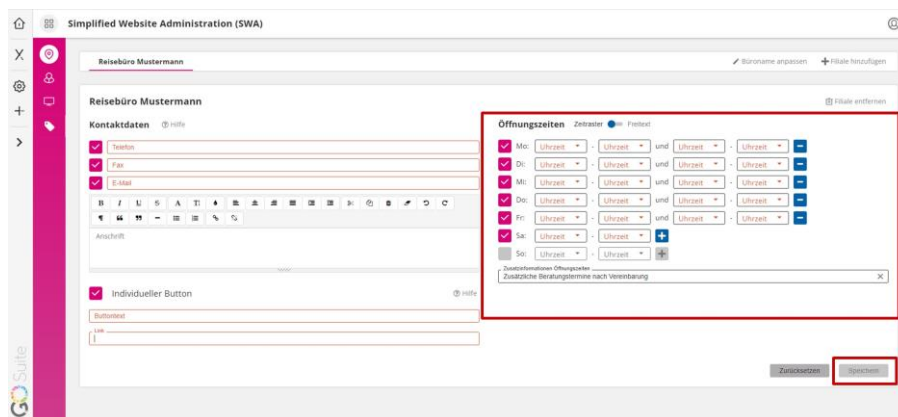 Simplified Website Administration (SWA)
Reisebüro Mustermann
Büroname anpassen
Filiale hinzufügen
Reisebüro Mustermann
Filiale entfernen
Kontaktdaten Hilfe
Telefon
Fax
E-Mail
B I U S A T
Anschrift
Individueller Button Hilfe
Buttontext
Link
Öffnungszeiten Zeitraster Freitext
Mo: Uhrzeit - Uhrzeit und Uhrzeit - Uhrzeit
Di: Uhrzeit - Uhrzeit und Uhrzeit - Uhrzeit
Mi: Uhrzeit - Uhrzeit und Uhrzeit - Uhrzeit
Do: Uhrzeit - Uhrzeit und Uhrzeit - Uhrzeit
Fr: Uhrzeit - Uhrzeit und Uhrzeit - Uhrzeit
Sa: Uhrzeit - Uhrzeit
So: Uhrzeit - Uhrzeit
Zusatzinformationen Öffnungszeiten
Zusätzliche Beratungstermine nach Vereinbarung
Zurücksetzen
Speichern
GO Suite